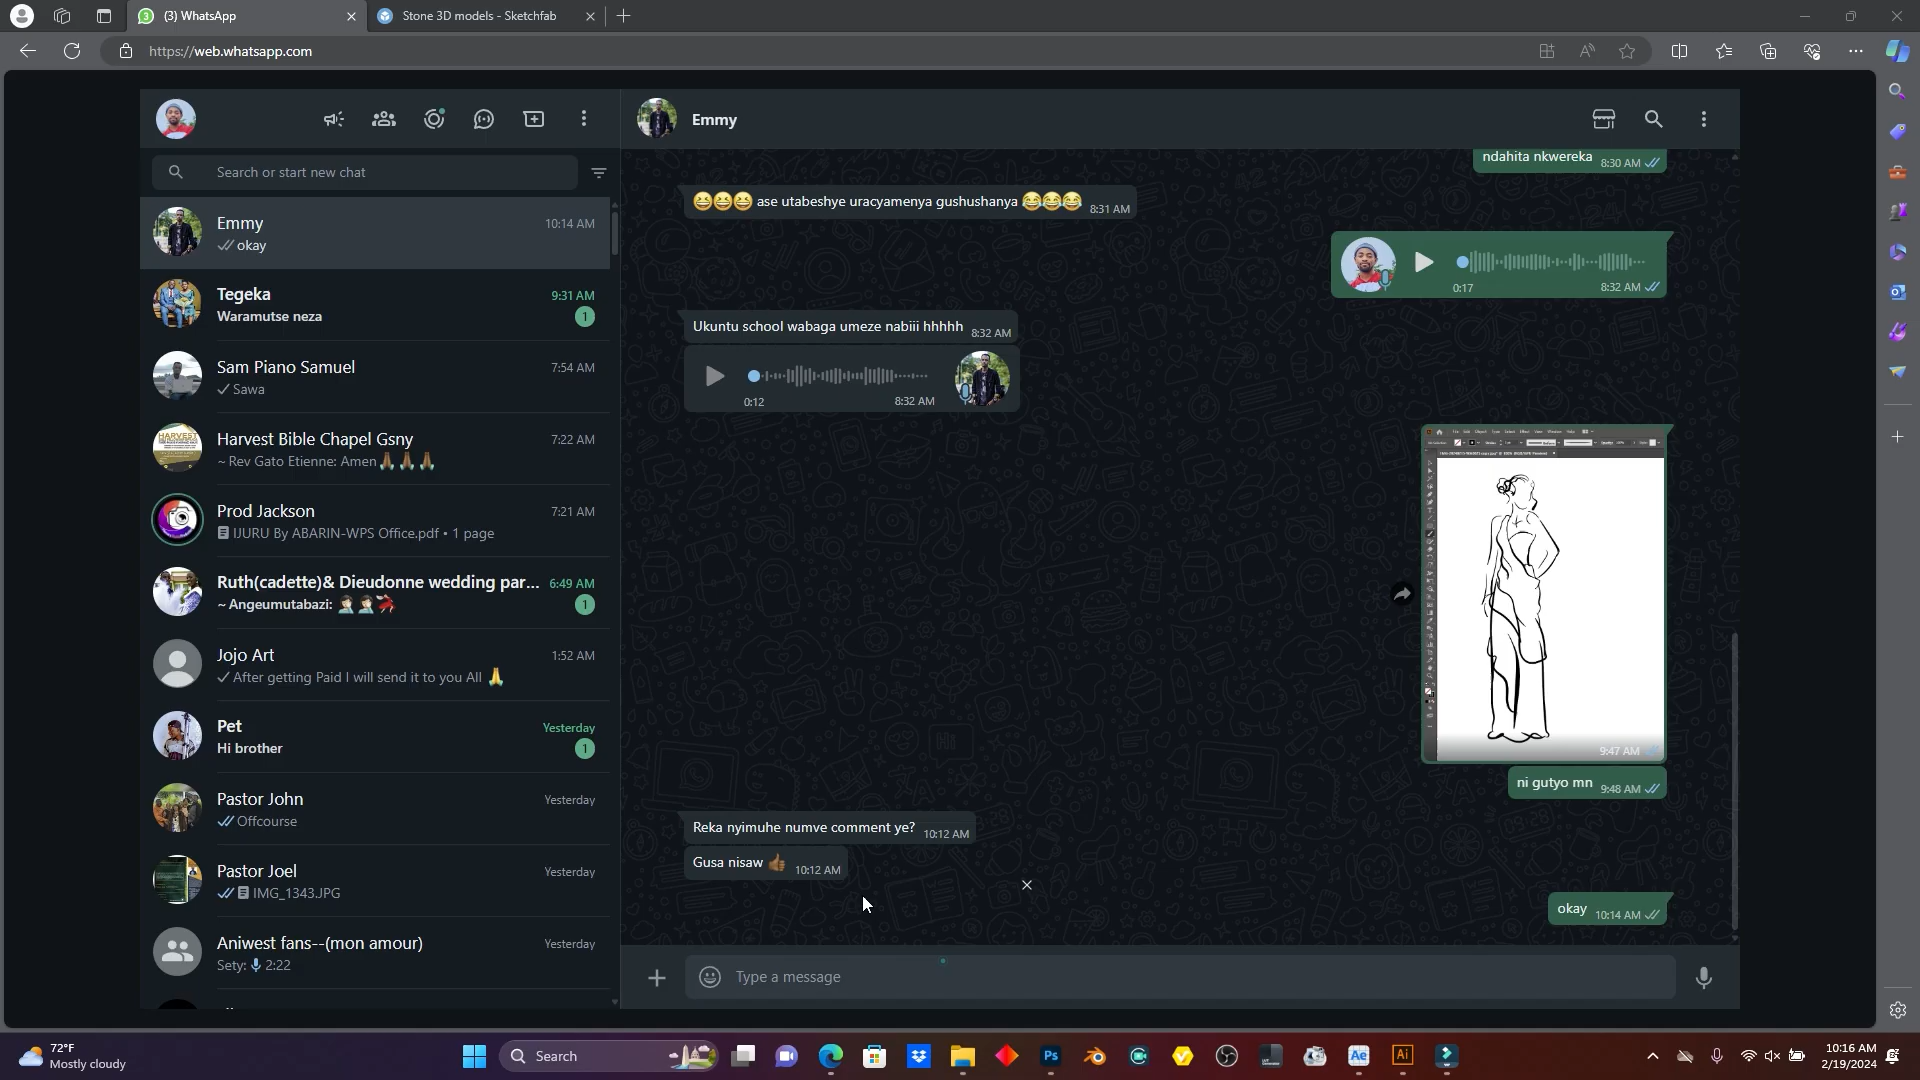 (3) WhatsApp
Stone 3D models - Sketchfab
https://web.whatsapp.com
Search or start new chat
Emmy
10:14 AM
okay
Tegeka
9:31 AM
Waramutse neza
1
Sam Piano Samuel
7:54 AM
Sawa
Harvest Bible Chapel Gsny
7:22 AM
~ Rev Gato Etienne: Amen🙏🏾🙏🏾🙏🏾
Prod Jackson
7:21 AM
IJURU By ABARIN-WPS Office.pdf • 1 page
Ruth(cadette)& Dieudonne wedding par...
6:49 AM
~ Angeumutabazi:
1
Jojo Art
1:52 AM
After getting Paid I will send it to you All 🙏
Pet
Yesterday
Hi brother
1
Pastor John
Yesterday
Offcourse
Pastor Joel
Yesterday
IMG_1343.JPG
Aniwest fans--(mon amour)
Yesterday
Sety: 2:22
Emmy
ndahita nkwereka 8:30 AM
😆😆😆 ase utabeshye uracyamenya gushushanya 😂😂😂 8:31 AM
0:17 8:32 AM
Ukuntu school wabaga umeze nabiii hhhhh 8:32 AM
0:12 8:32 AM
9:47 AM
ni gutyo mn 9:48 AM
Reka nyimuhe numve comment ye? 10:12 AM
Gusa nisaw 👍🏾 10:12 AM
okay 10:14 AM
Type a message
72°F
Mostly cloudy
Search
Ps
Ae
Ai
10:16 AM
2/19/2024